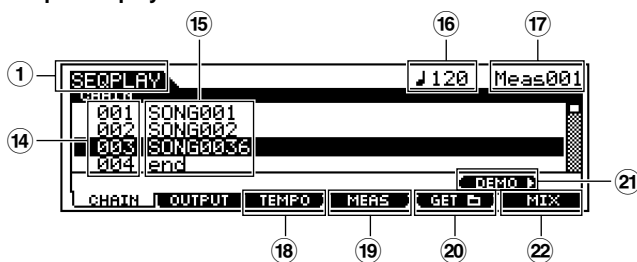 15 16 17
1 SEQPLAY ♩120 Meas001
CHAIN
001 SONG001
002 SONG002
14 003 SONG0036
004 end
DEMO 21
CHAIN OUTPUT TEMPO MEAS GET MIX
18 19 20 22